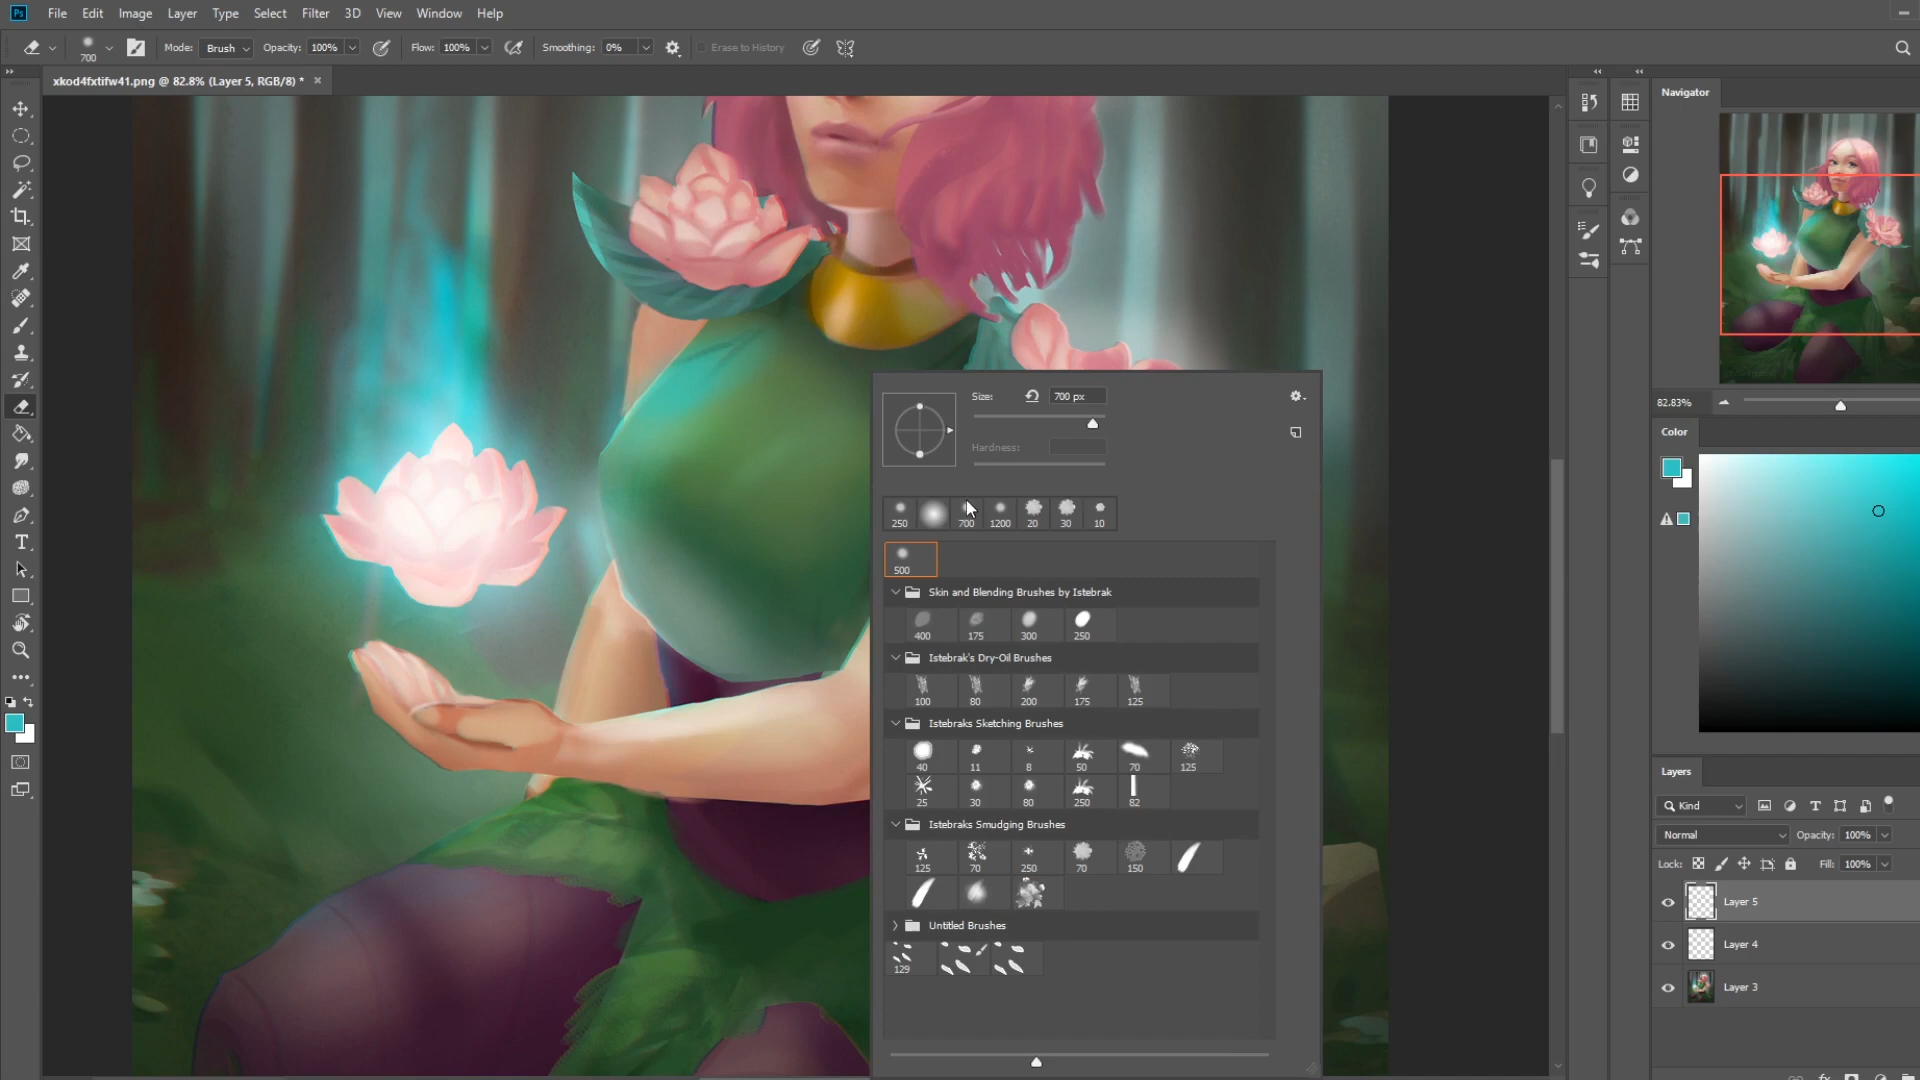 Ps File Edit Image Layer Type Select Filter 3D View Window Help
700 Mode: Brush Opacity: 100% Flow: 100% Smoothing: 0% Erase to History
xkod4fxtifw41.png @ 82.8% (Layer 5, RGB/8) *
Navigator
82.83%
Color
Size: 700 px
Hardness:
250 700 1200 20 30 10
500
Skin and Blending Brushes by Istebrak
400 175 300 250
Istebrak's Dry-Oil Brushes
100 80 200 175 125
Istebraks Sketching Brushes
40 11 8 50 70 125
25 30 80 250 82
Istebraks Smudging Brushes
125 70 250 70 150
Untitled Brushes
129
Layers
Kind
Normal Opacity: 100%
Lock: Fill: 100%
Layer 5
Layer 4
Layer 3